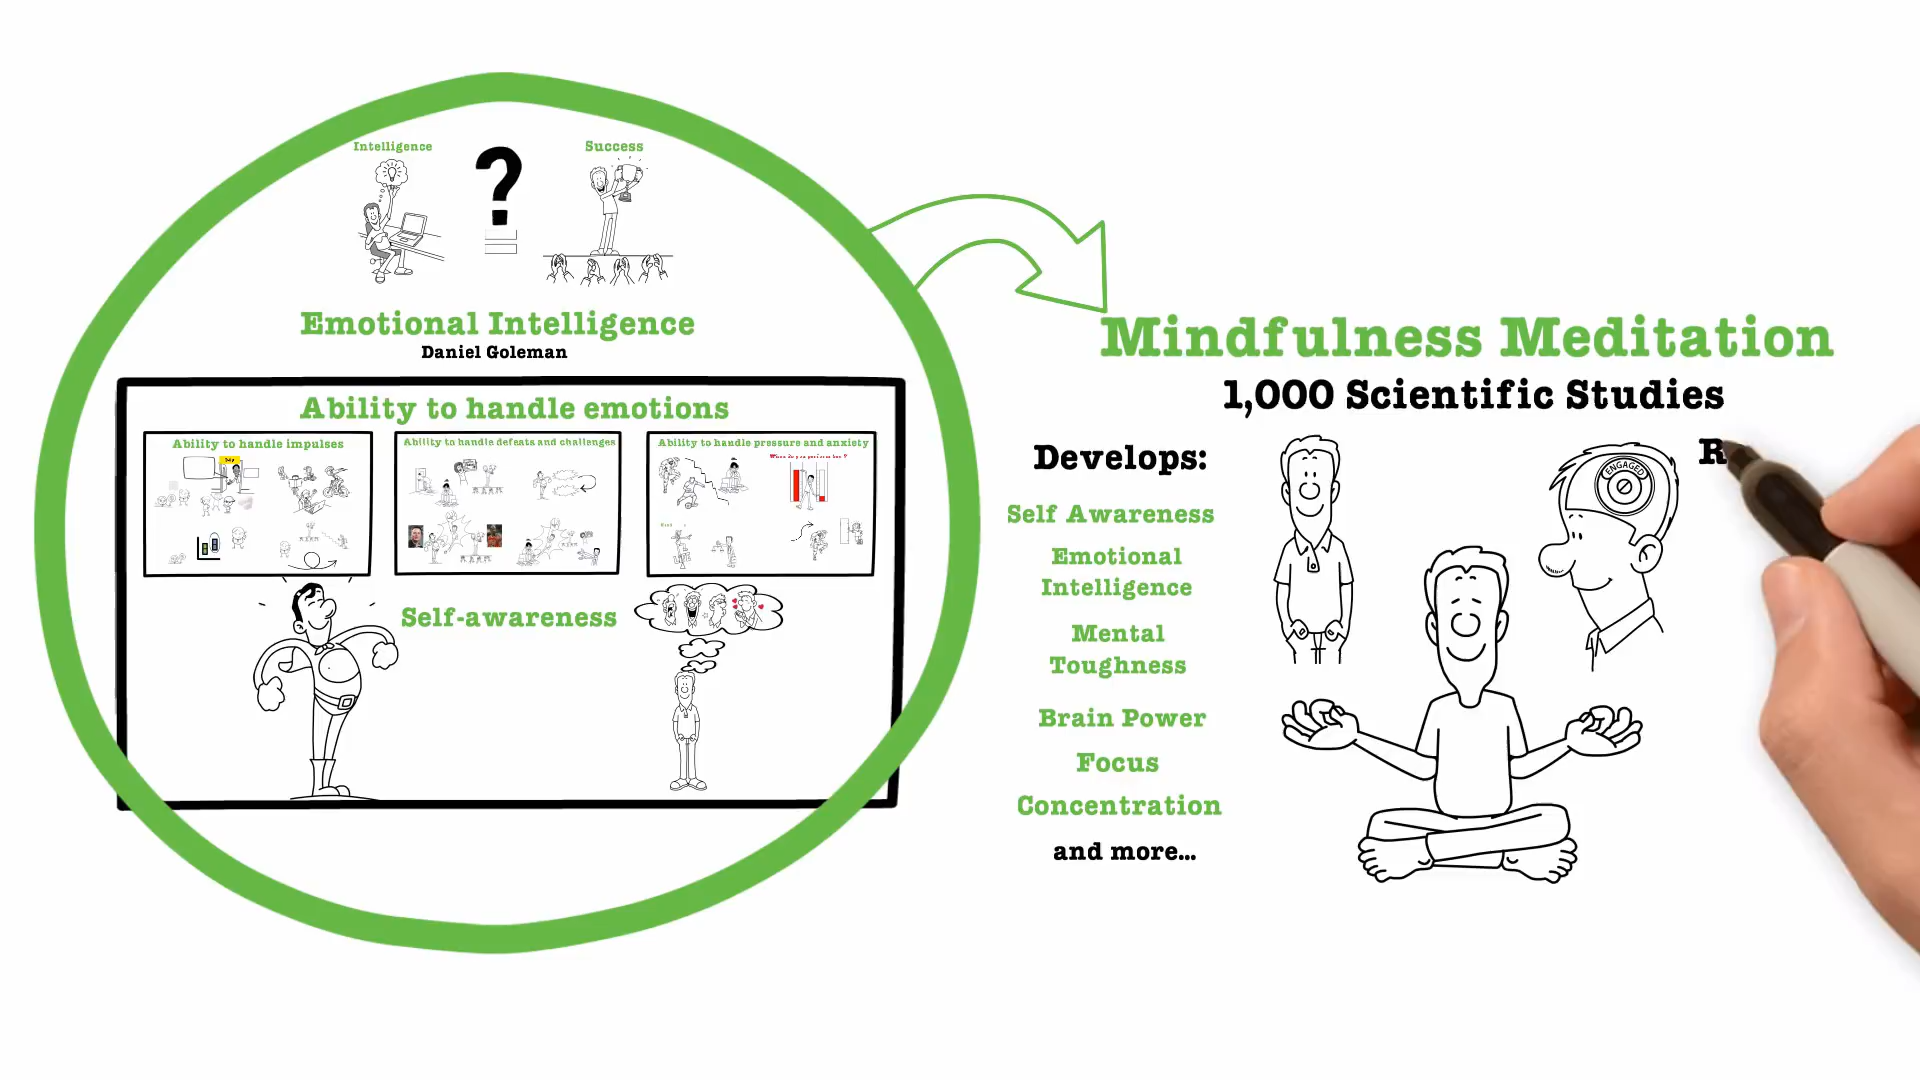 Intelligence
?
Success
Emotional Intelligence
Daniel Goleman
Ability to handle emotions
Ability to handle impulses
Ability to handle defeats and challenges
Ability to handle pressure and anxiety
Self-awareness
Mindfulness Meditation
1,000 Scientific Studies
Develops:
Self Awareness
Emotional
Intelligence
Mental
Toughness
Brain Power
Focus
Concentration
and more...
ENGAGED
R